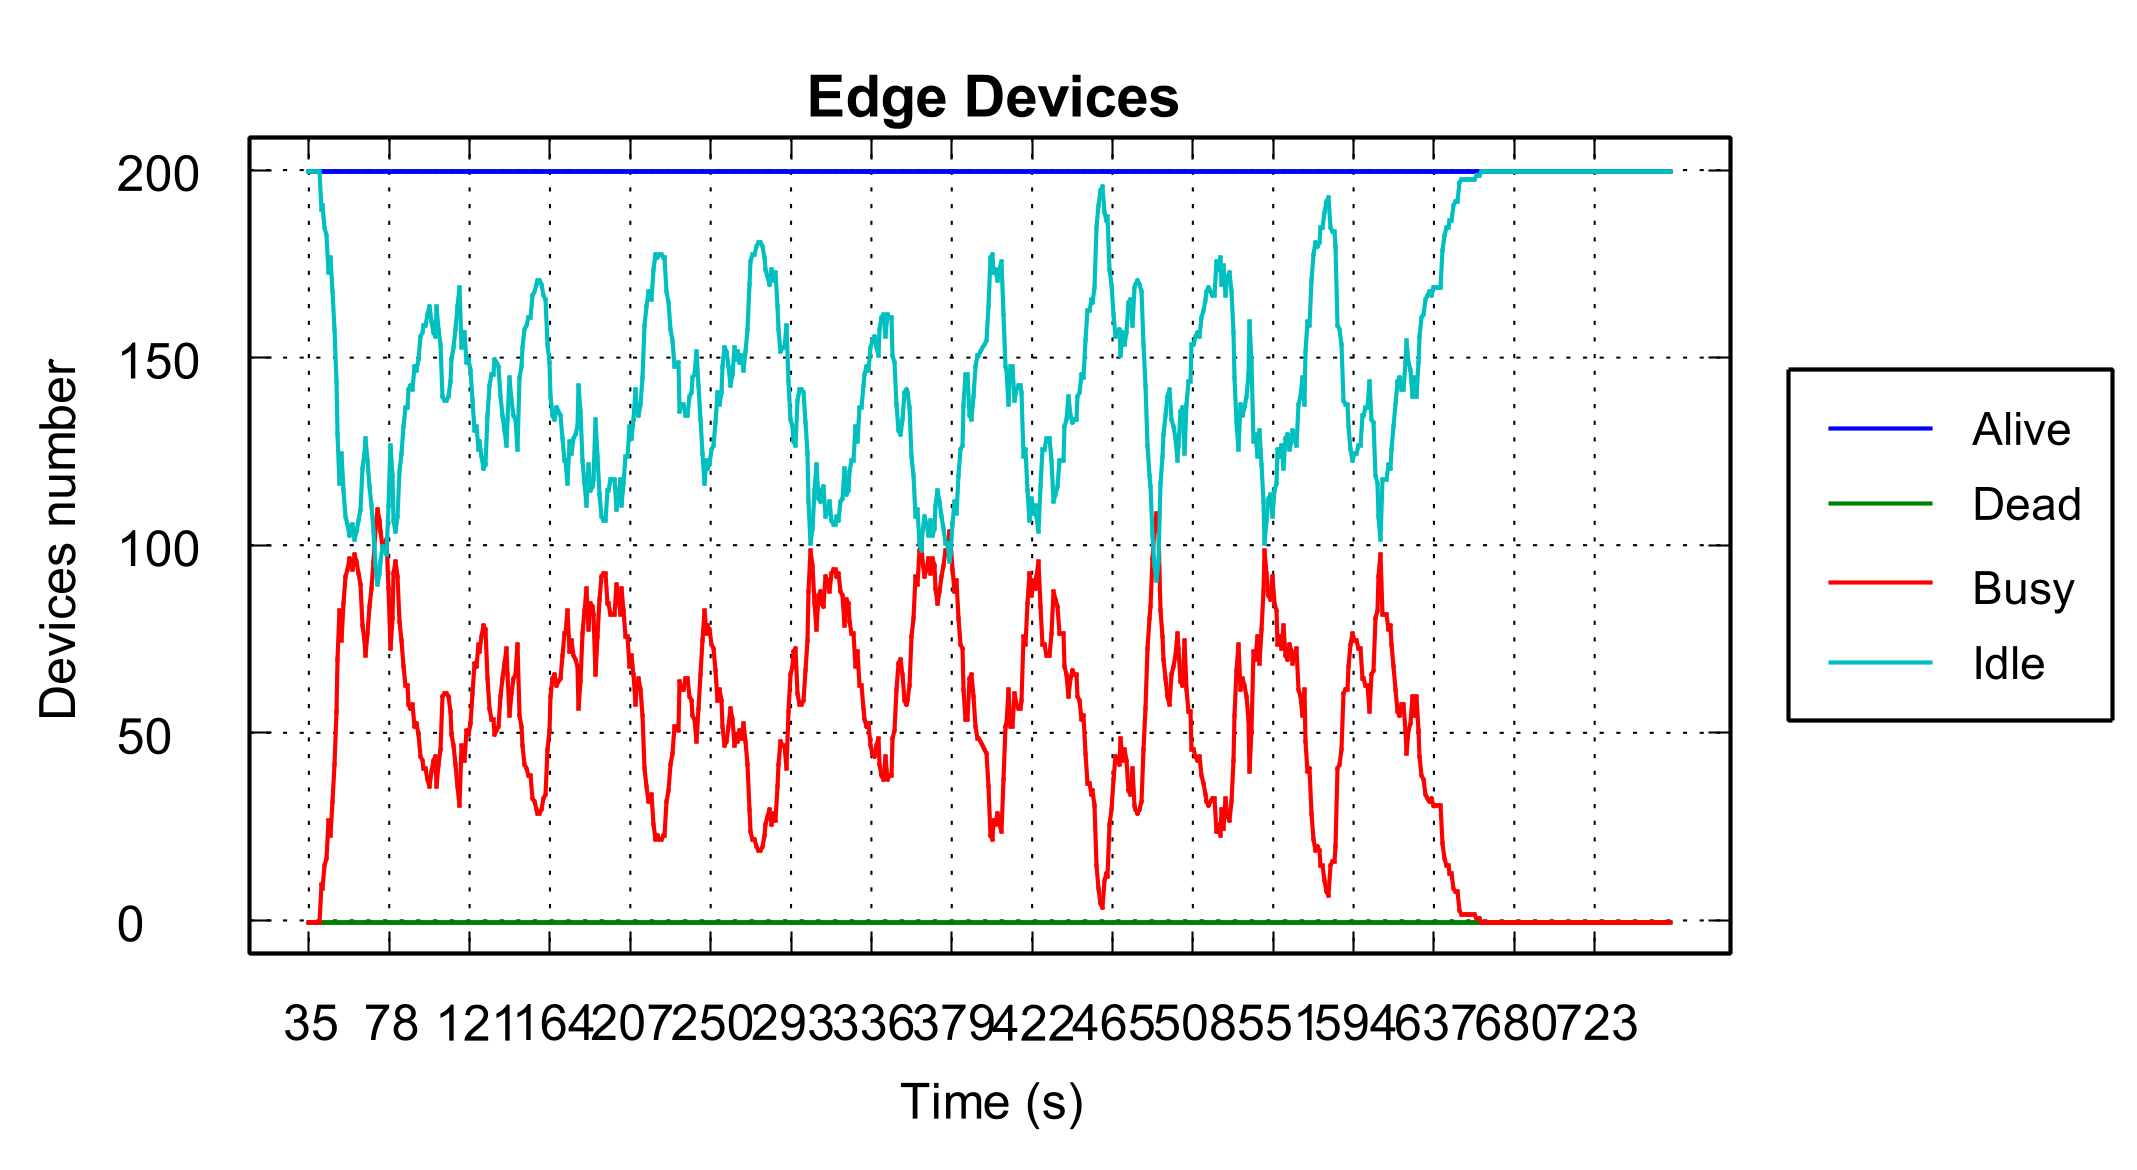 Edge Devices
200
150
100
50
0
Devices number
35 78 121 164 207 250 293 336 379 422 465 508 551 594 637 680 723
Time (s)
Alive
Dead
Busy
Idle